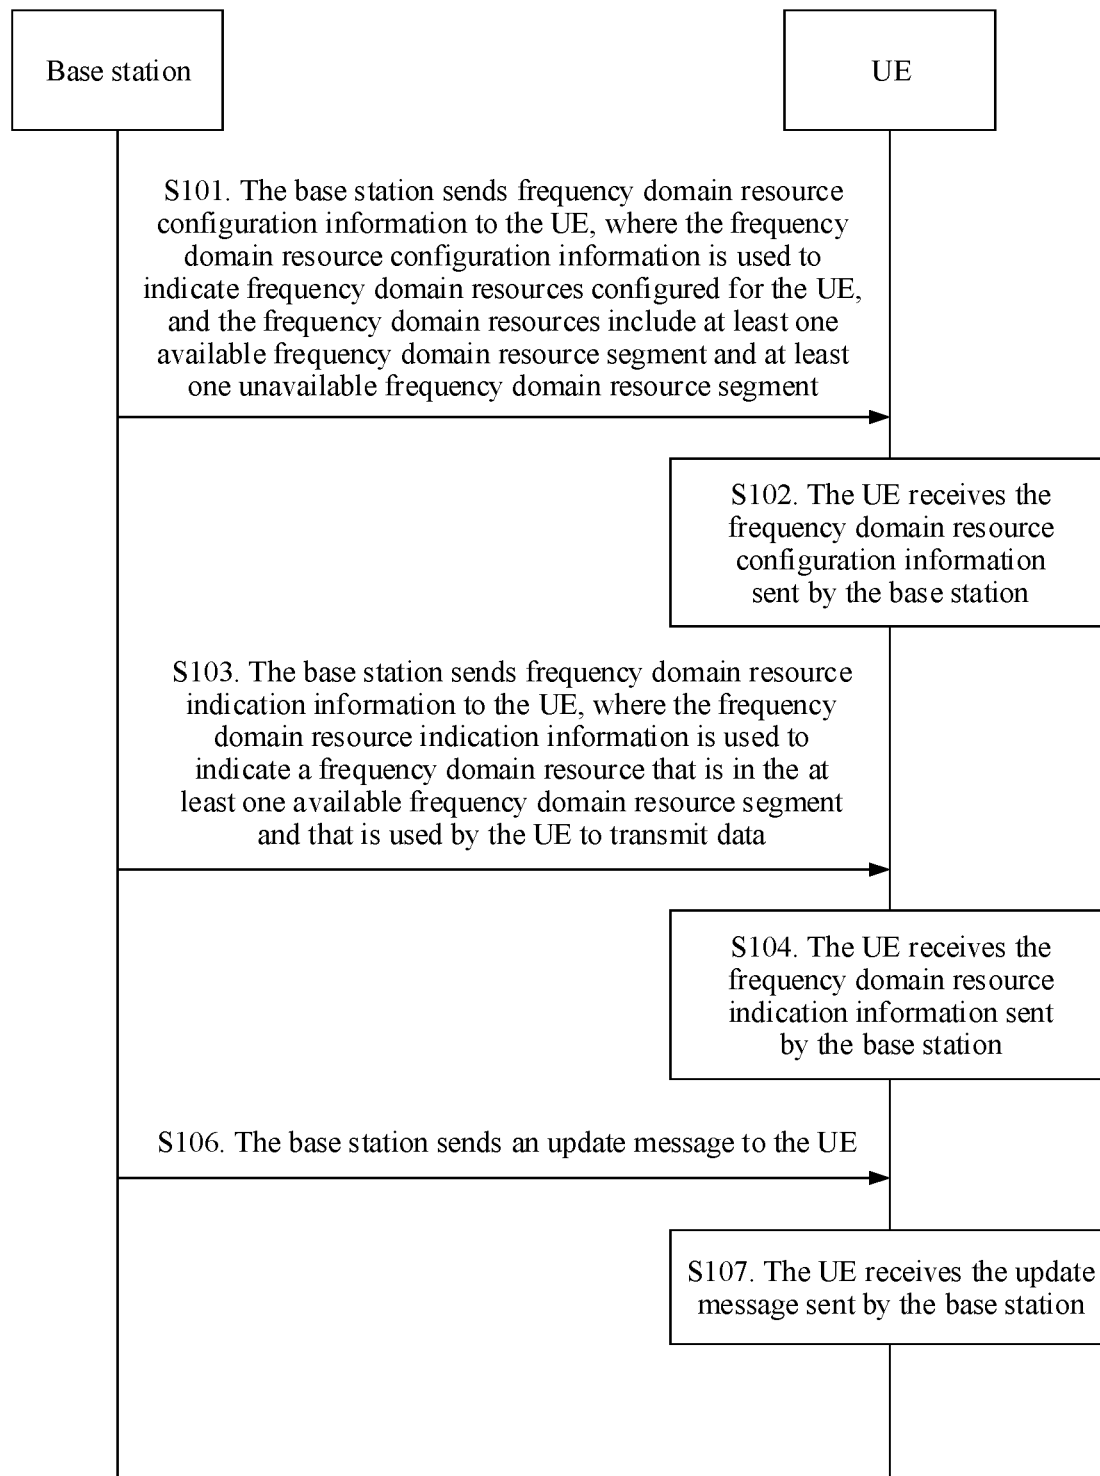 Base station
UE
S101. The base station sends frequency domain resource
configuration information to the UE, where the frequency
domain resource configuration information is used to
indicate frequency domain resources configured for the UE,
and the frequency domain resources include at least one
available frequency domain resource segment and at least
one unavailable frequency domain resource segment
S102. The UE receives the
frequency domain resource
configuration information
sent by the base station
S103. The base station sends frequency domain resource
indication information to the UE, where the frequency
domain resource indication information is used to
indicate a frequency domain resource that is in the at
least one available frequency domain resource segment
and that is used by the UE to transmit data
S104. The UE receives the
frequency domain resource
indication information sent
by the base station
S106. The base station sends an update message to the UE
S107. The UE receives the update
message sent by the base station